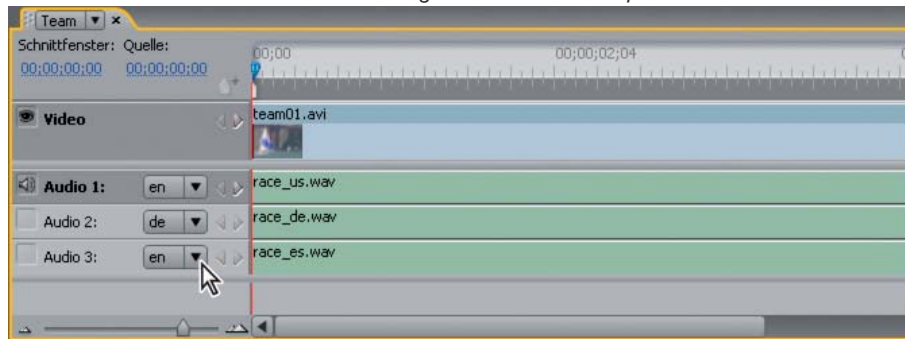 Team
Schnittfenster: Quelle:
00;00;00;00 00;00;00;00
00;00 00;00;02;04
Video
team01.avi
Audio 1: en race_us.wav
Audio 2: de race_de.wav
Audio 3: en race_es.wav